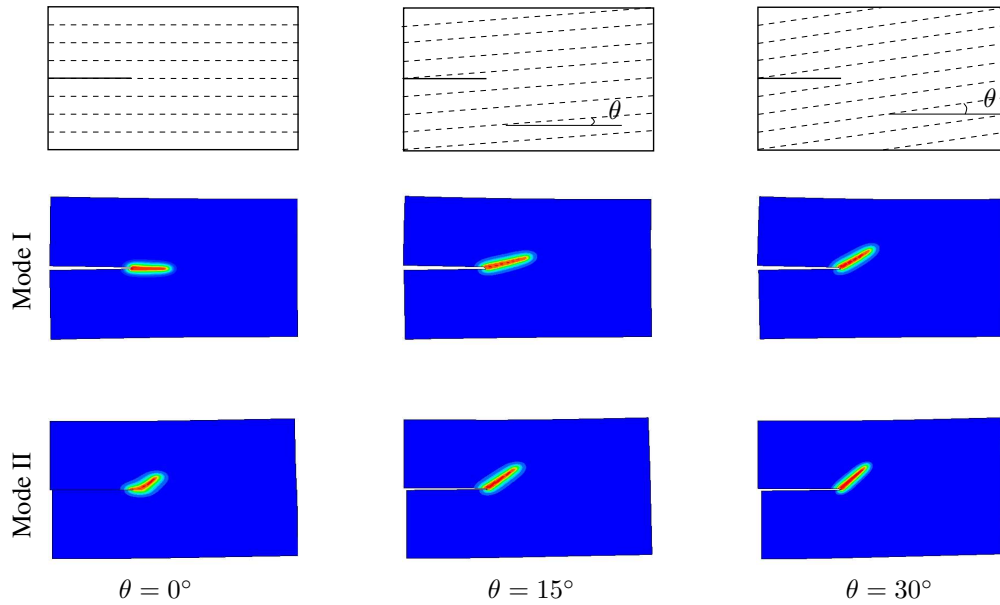 θ
θ
Mode I
Mode II
θ = 0°
θ = 15°
θ = 30°